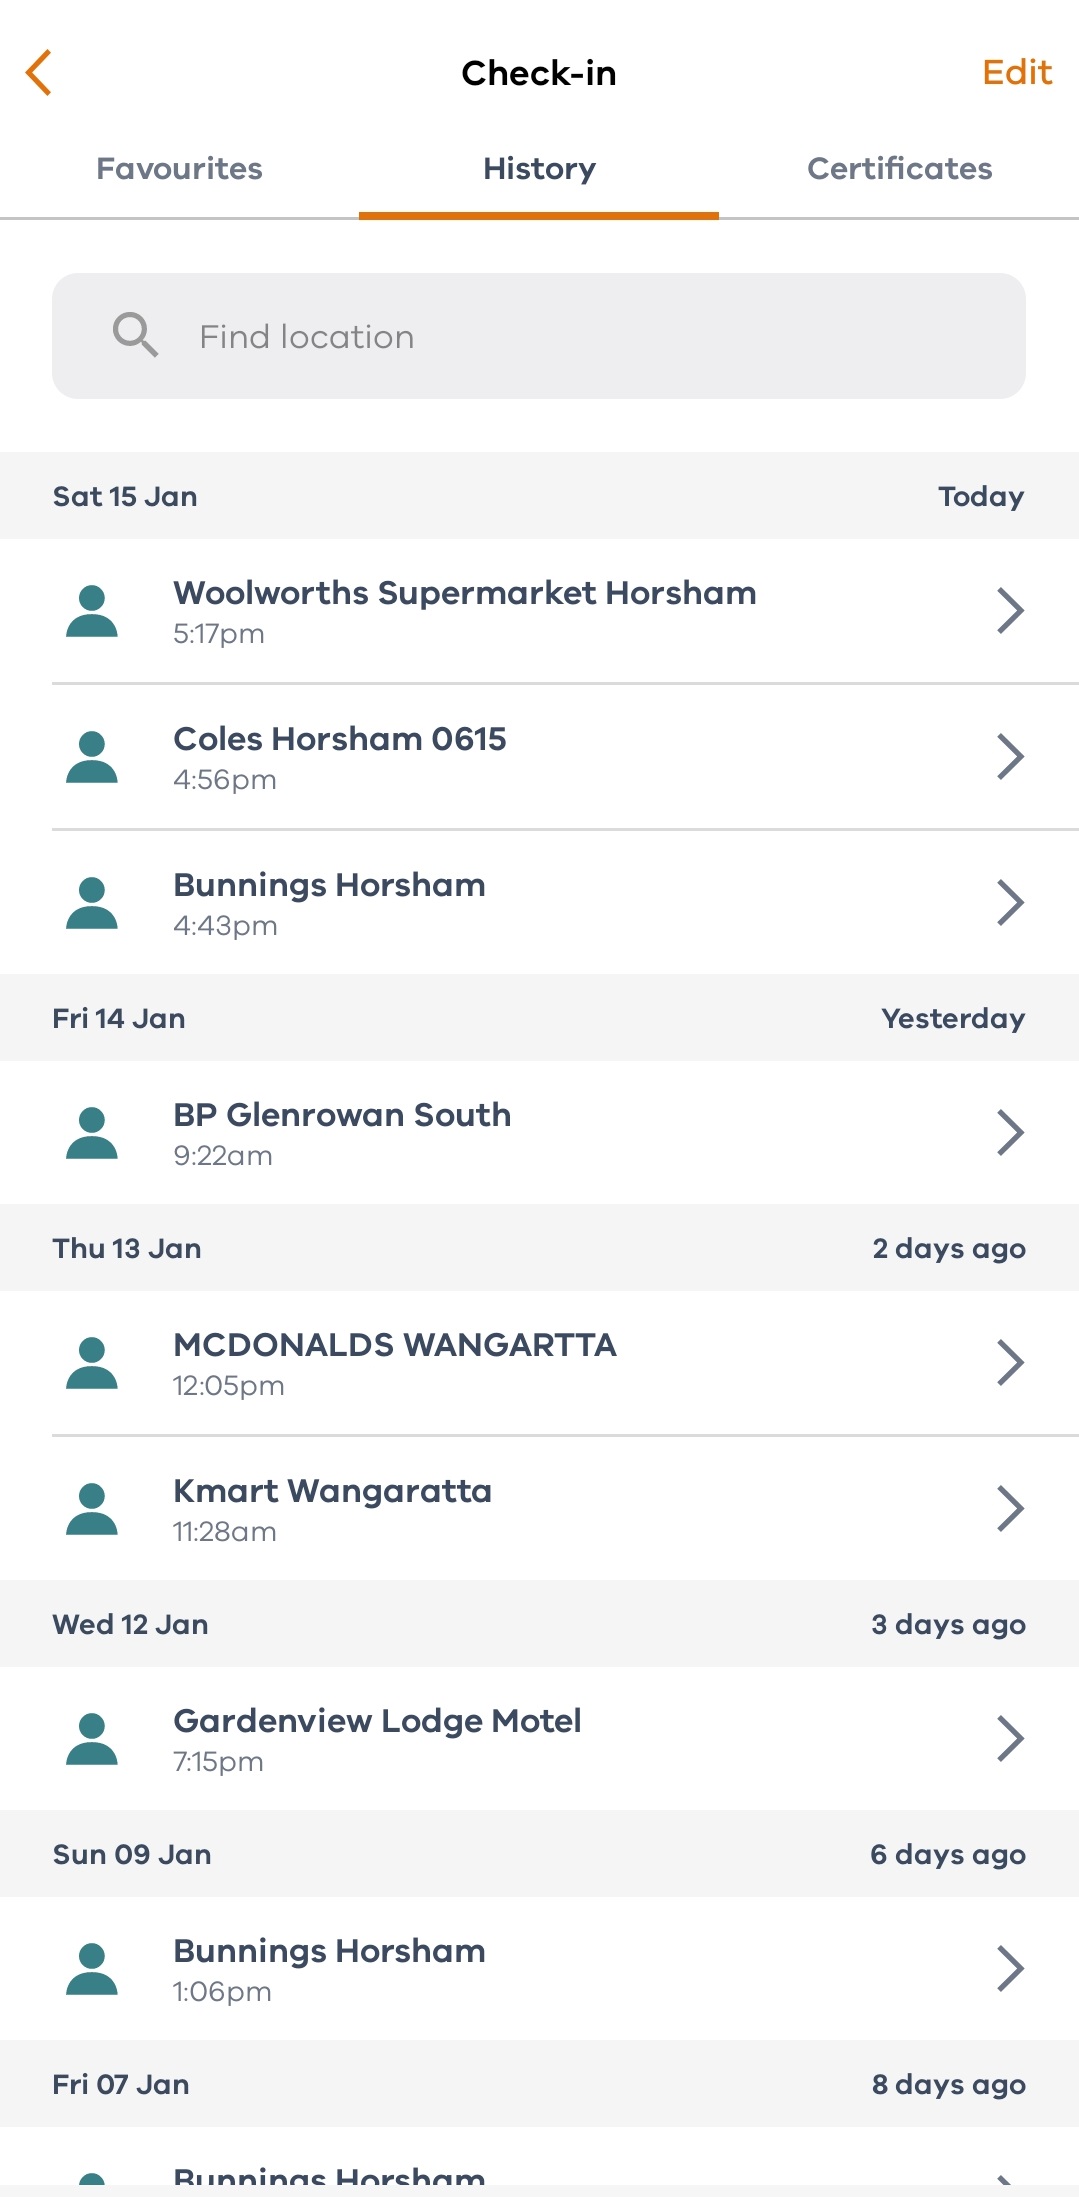 Check-in
Edit
Favourites
History
Certificates
Find location
Sat 15 Jan
Today
Woolworths Supermarket Horsham
5:17pm
Coles Horsham 0615
4:56pm
Bunnings Horsham
4:43pm
Fri 14 Jan
Yesterday
BP Glenrowan South
9:22am
Thu 13 Jan
2 days ago
MCDONALDS WANGARTTA
12:05pm
Kmart Wangaratta
11:28am
Wed 12 Jan
3 days ago
Gardenview Lodge Motel
7:15pm
Sun 09 Jan
6 days ago
Bunnings Horsham
1:06pm
Fri 07 Jan
8 days ago
Bunnings Horsham